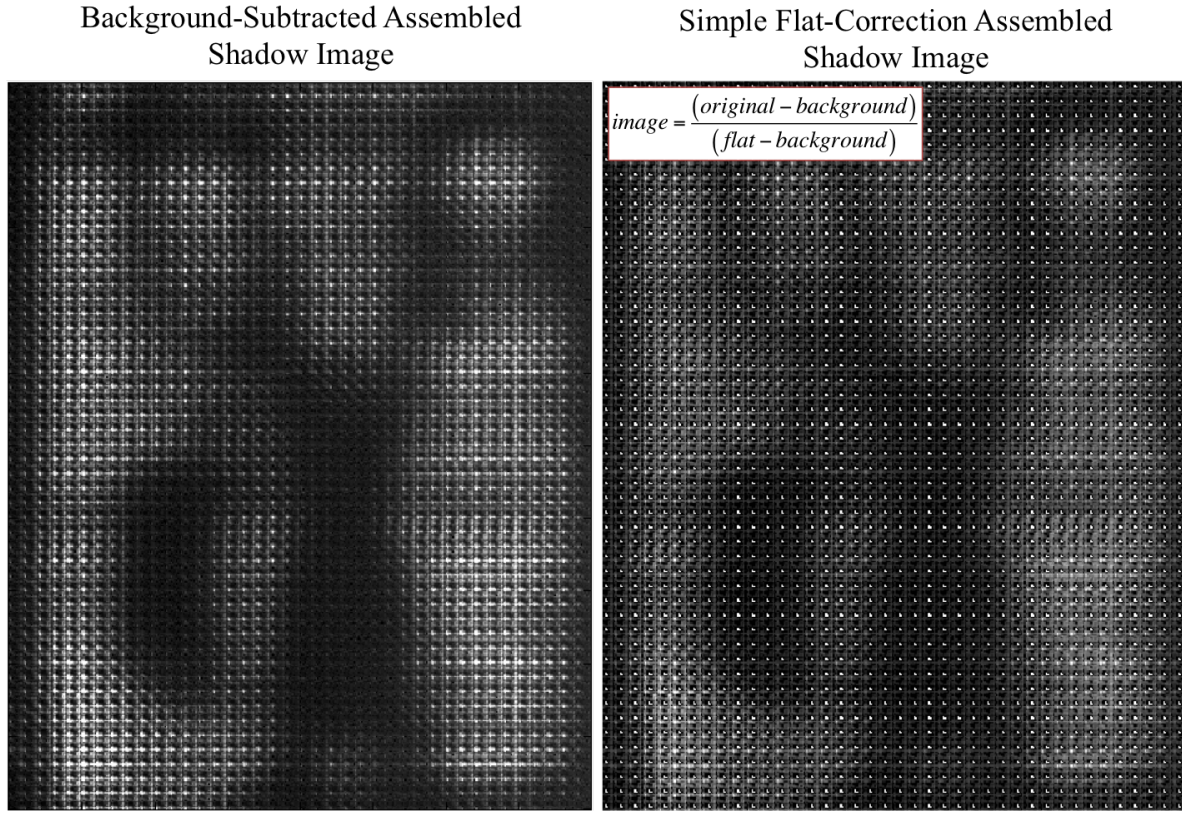 Background-Subtracted Assembled
Shadow Image
Simple Flat-Correction Assembled
Shadow Image
image = (original − background) / (flat − background)